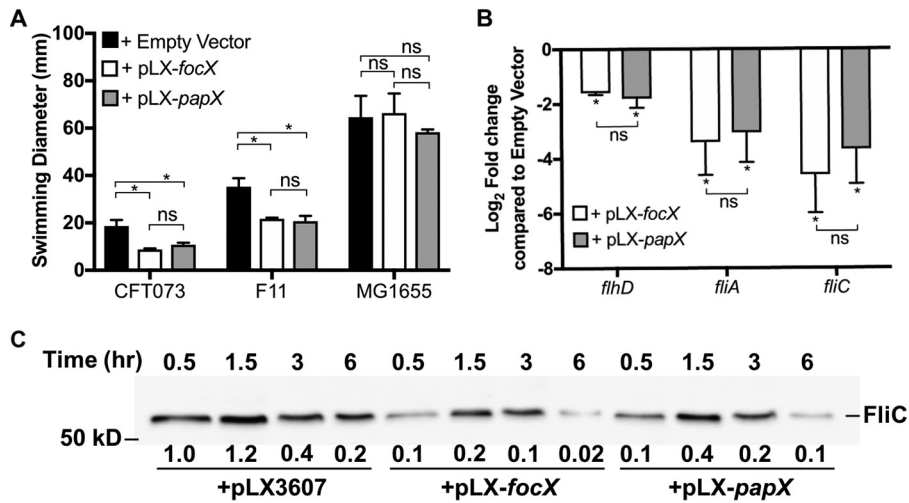 A
Swimming Diameter (mm)
100
80
60
40
20
0
+ Empty Vector
+ pLX-focX
+ pLX-papX
*
*
ns
*
*
ns
ns
ns
ns
CFT073
F11
MG1655
B
Log2 Fold change
compared to Empty Vector
0
-2
-4
-6
-8
*
*
ns
*
*
ns
*
*
ns
+ pLX-focX
+ pLX-papX
flhD
fliA
fliC
C
Time (hr) 0.5 1.5 3 6 0.5 1.5 3 6 0.5 1.5 3 6
FliC
50 kD
1.0 1.2 0.4 0.2 0.1 0.2 0.1 0.02 0.1 0.4 0.2 0.1
+pLX3607 +pLX-focX +pLX-papX